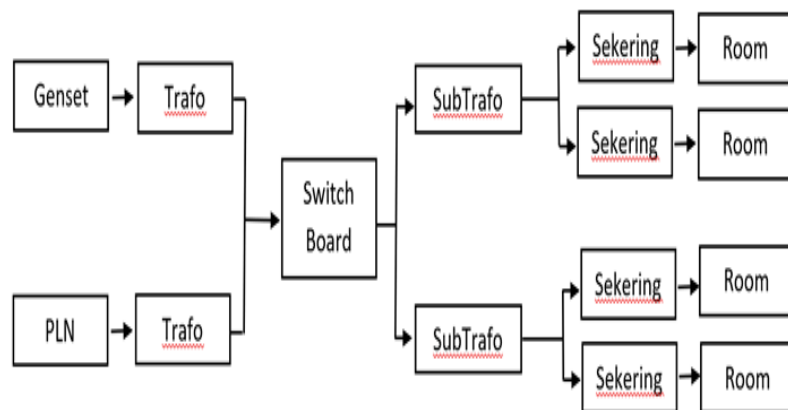 Genset
Trafo
PLN
Trafo
Switch
Board
SubTrafo
Sekering
Room
Sekering
Room
SubTrafo
Sekering
Room
Sekering
Room